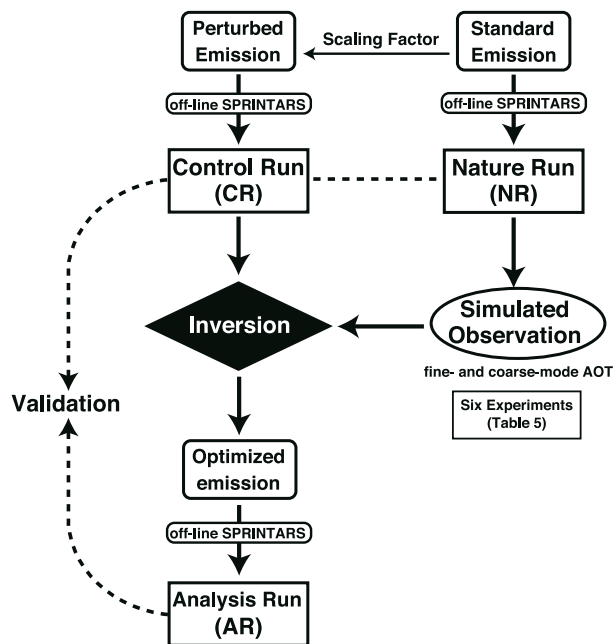 Perturbed
Emission
Scaling Factor
Standard
Emission
off-line SPRINTARS
off-line SPRINTARS
Control Run
(CR)
Nature Run
(NR)
Inversion
Simulated
Observation
fine- and coarse-mode AOT
Six Experiments
(Table 5)
Validation
Optimized
emission
off-line SPRINTARS
Analysis Run
(AR)